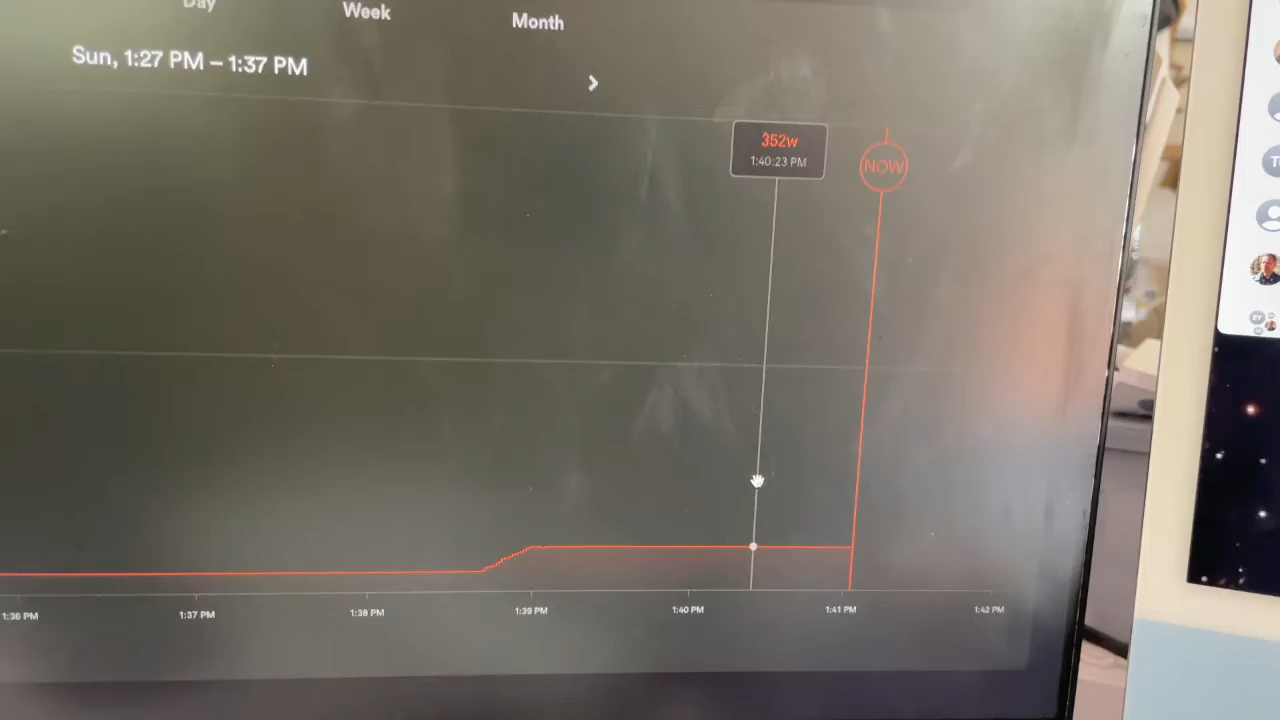 Day
Week
Month
Sun, 1:27 PM – 1:37 PM
352w
1:40:23 PM
NOW
1:36 PM
1:37 PM
1:38 PM
1:39 PM
1:40 PM
1:41 PM
1:42 PM